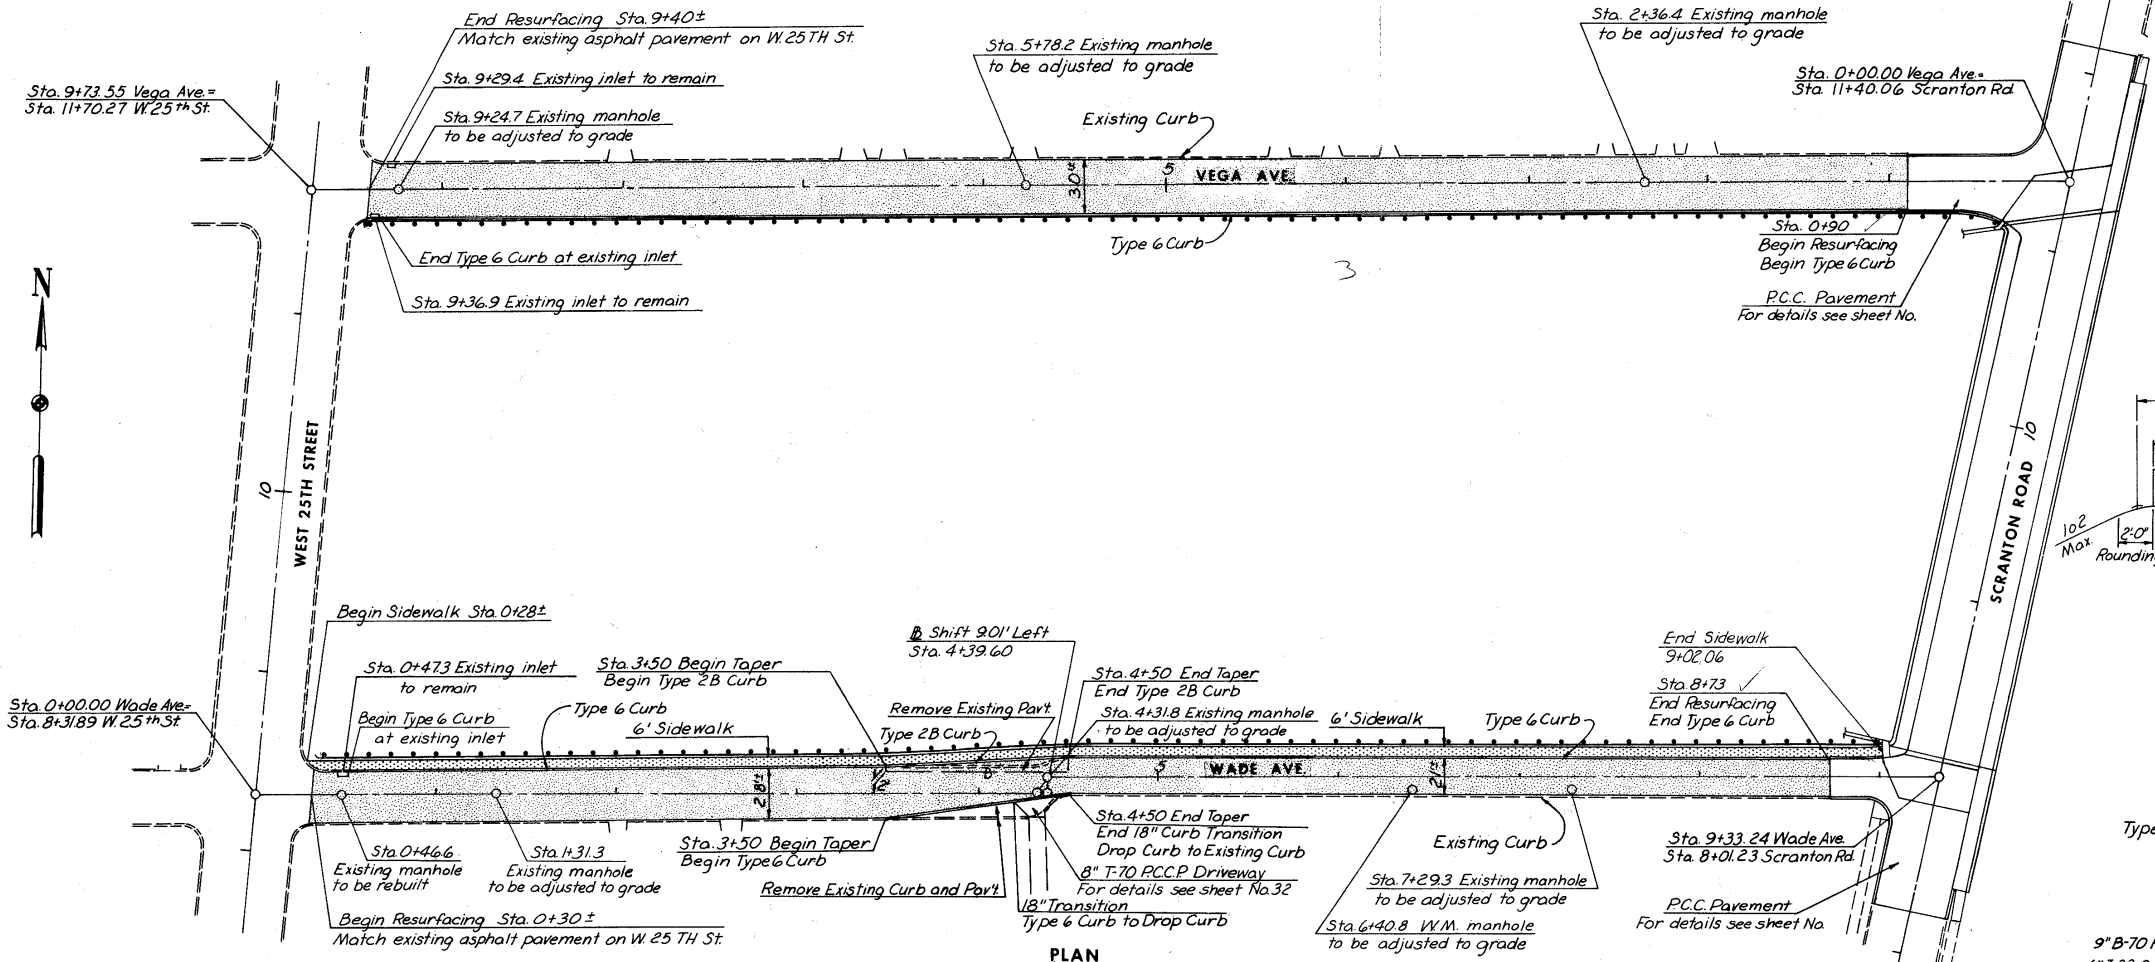 End Resurfacing Sta. 9+40±
Match existing asphalt pavement on W. 25TH St.
Sta. 2+36.4 Existing manhole
to be adjusted to grade
Sta. 5+78.2 Existing manhole
to be adjusted to grade
Sta. 9+29.4 Existing inlet to remain
Sta. 0+00.00 Vega Ave.=
Sta. 11+40.06 Scranton Rd.
Sta. 9+73.55 Vega Ave.=
Sta. 11+70.27 W. 25th St.
Sta. 9+24.7 Existing manhole
to be adjusted to grade
Existing Curb
30'±
5
VEGA AVE.
Type 6 Curb
Sta. 0+90
Begin Resurfacing
Begin Type 6 Curb
End Type 6 Curb at existing inlet
3
N
Sta. 9+36.9 Existing inlet to remain
P.C.C. Pavement
For details see sheet No.
10
WEST 25TH STREET
10
SCRANTON ROAD
10:2
Max.
2'-0"
Rounding
Begin Sidewalk Sta. 0+28±
Sta. 0+47.3 Existing inlet
to remain
Sta. 3+50 Begin Taper
Begin Type 2B Curb
Shift 9.01' Left
Sta. 4+39.60
End Sidewalk
9+02.06
Sta. 4+50 End Taper
End Type 2B Curb
Sta. 8+73
End Resurfacing
End Type 6 Curb
Sta. 0+00.00 Wade Ave.=
Sta. 8+31.89 W. 25th St.
Begin Type 6 Curb
at existing inlet
Type 6 Curb
6' Sidewalk
Remove Existing Pav't.
Type 2B Curb
Sta. 4+31.8 Existing manhole
to be adjusted to grade
6' Sidewalk
Type 6 Curb
28'±
12'
5
WADE AVE.
21'±
Sta. 0+46.6
Existing manhole
to be rebuilt
Sta. 1+31.3
Existing manhole
to be adjusted to grade
Sta. 3+50 Begin Taper
Begin Type 6 Curb
Sta. 4+50 End Taper
End 18" Curb Transition
Drop Curb to Existing Curb
Existing Curb
Sta. 9+33.24 Wade Ave.
Sta. 8+01.23 Scranton Rd.
Type
Remove Existing Curb and Pav't.
8" T-70 P.C.C.P. Driveway
For details see sheet No. 32
Sta. 7+29.3 Existing manhole
to be adjusted to grade
18" Transition
Type 6 Curb to Drop Curb
Sta. 6+40.8 W.M. manhole
to be adjusted to grade
P.C.C. Pavement
For details see sheet No.
Begin Resurfacing Sta. 0+30±
Match existing asphalt pavement on W. 25 TH St.
PLAN
9" B-70